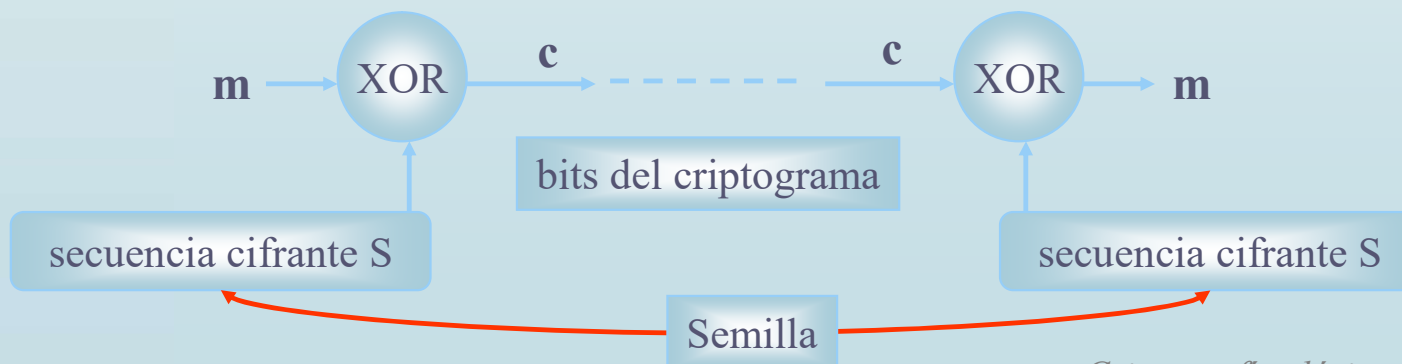 m
XOR
c
c
XOR
m
bits del criptograma
secuencia cifrante S
secuencia cifrante S
Semilla